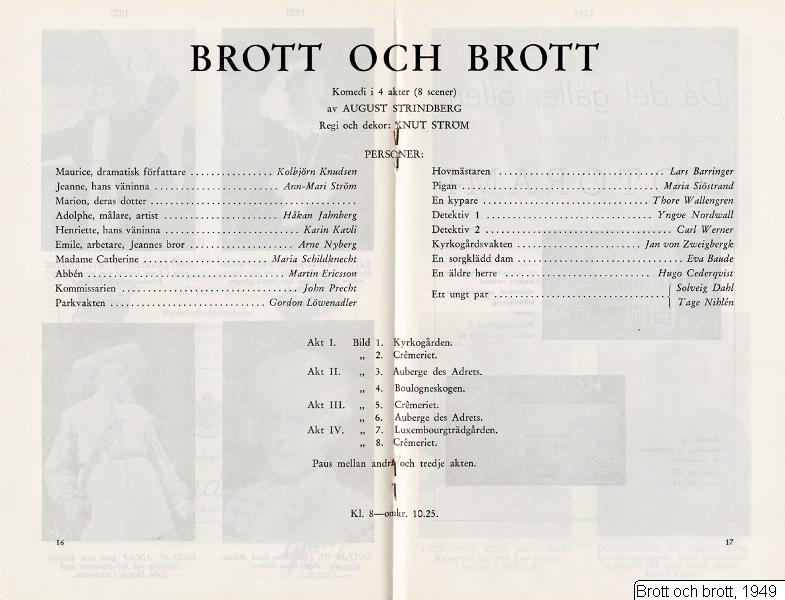 BROTT OCH BROTT
Komedi i 4 akter (8 scener)
av AUGUST STRINDBERG
Regi och dekor: KNUT STRÖM
PERSONER:
Maurice, dramatisk författare ................ Kolbjörn Knudsen
Jeanne, hans väninna ........................ Ann-Mari Ström
Marion, deras dotter ........................................
Adolphe, målare, artist ....................... Håkan Jahnberg
Henriette, hans väninna .......................... Karin Kavli
Emile, arbetare, Jeannes bror .................... Arne Nyberg
Madame Catherine ......................... Maria Schildknecht
Abbén ....................................... Martin Ericsson
Kommissarien .................................. John Precht
Parkvakten ............................... Gordon Löwenadler
Hovmästaren ................................ Lars Barringer
Pigan ......................................... Maria Sjöstrand
En kypare ................................ Thore Wallengren
Detektiv 1 ................................ Yngve Nordwall
Detektiv 2 .................................... Carl Werner
Kyrkogårdsvakten ........................ Jan von Zweigbergk
En sorgklädd dam ................................ Eva Baude
En äldre herre ............................ Hugo Cederqvist
Ett ungt par ................................ Solveig Dahl
Tage Nihlén
Akt I. Bild 1. Kyrkogården.
„ 2. Crêmeriet.
Akt II. „ 3. Auberge des Adrets.
„ 4. Boulogneskogen.
Akt III. „ 5. Crêmeriet.
„ 6. Auberge des Adrets.
Akt IV. „ 7. Luxembourgträdgården.
„ 8. Crêmeriet.
Paus mellan andra och tredje akten.
Kl. 8—omkr. 10.25.
16
17
Brott och brott, 1949